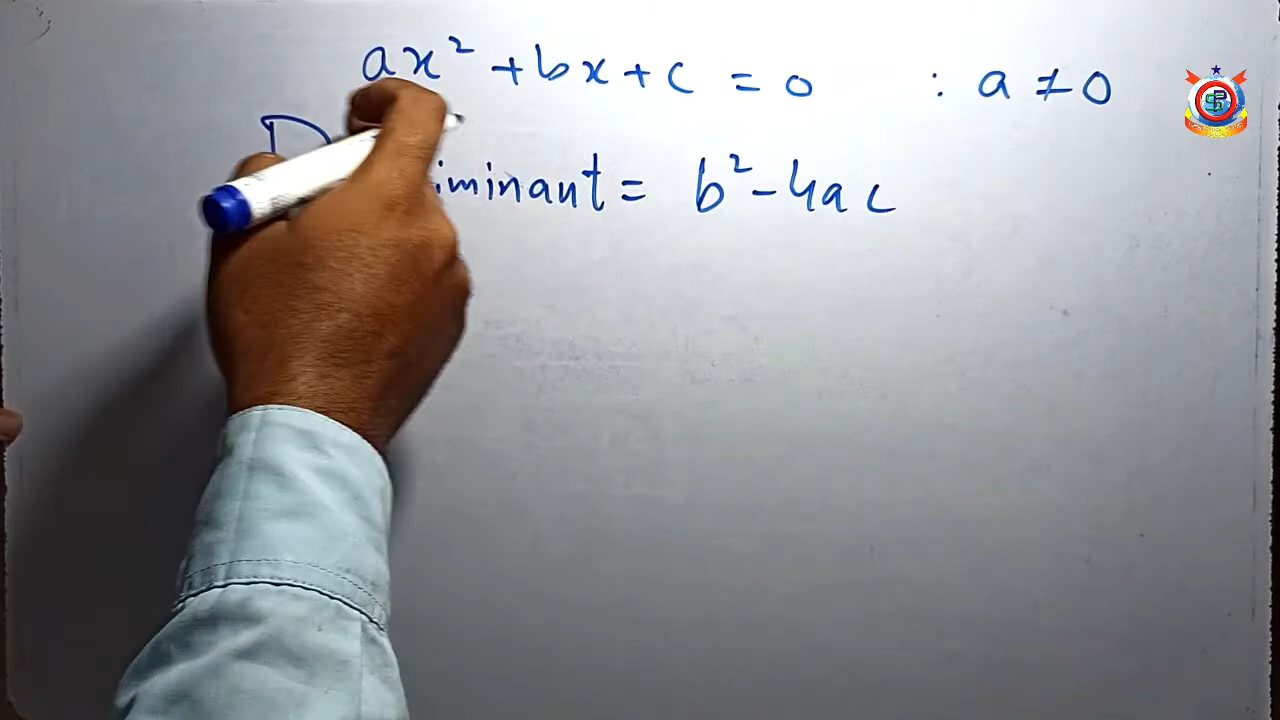 ax² + bx + c = 0 : a ≠ 0
D iminant = b² - 4ac